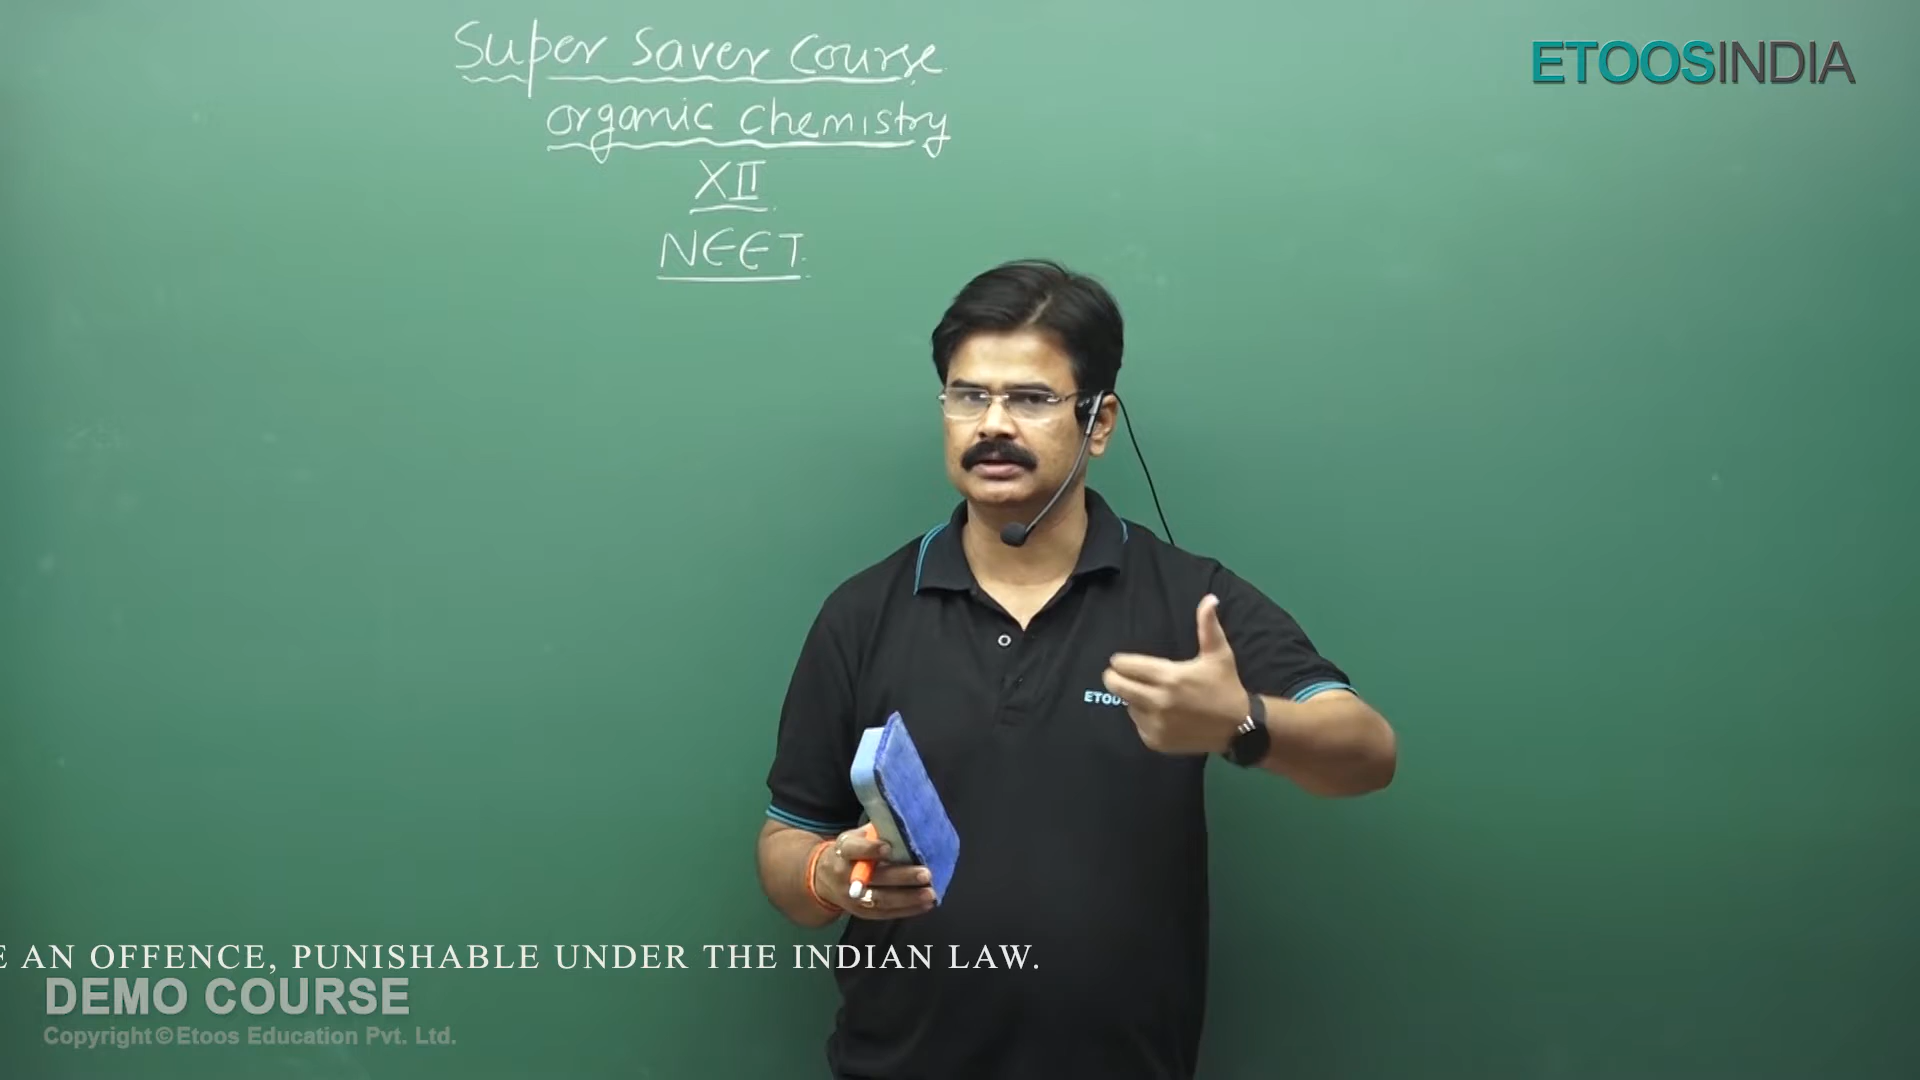 Super Saver Course
ETOOSINDIA
organic chemistry
XII
NEET
ETOOS
AN OFFENCE, PUNISHABLE UNDER THE INDIAN LAW.
DEMO COURSE
Copyright © Etoos Education Pvt. Ltd.